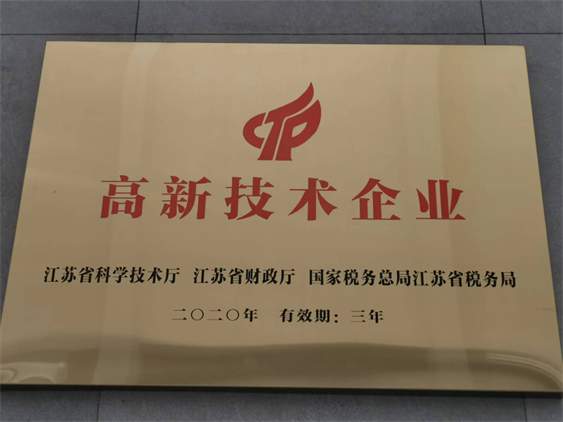 CTP
高新技术企业
江苏省科学技术厅 江苏省财政厅 国家税务总局江苏省税务局
二〇二〇年 有效期：三年